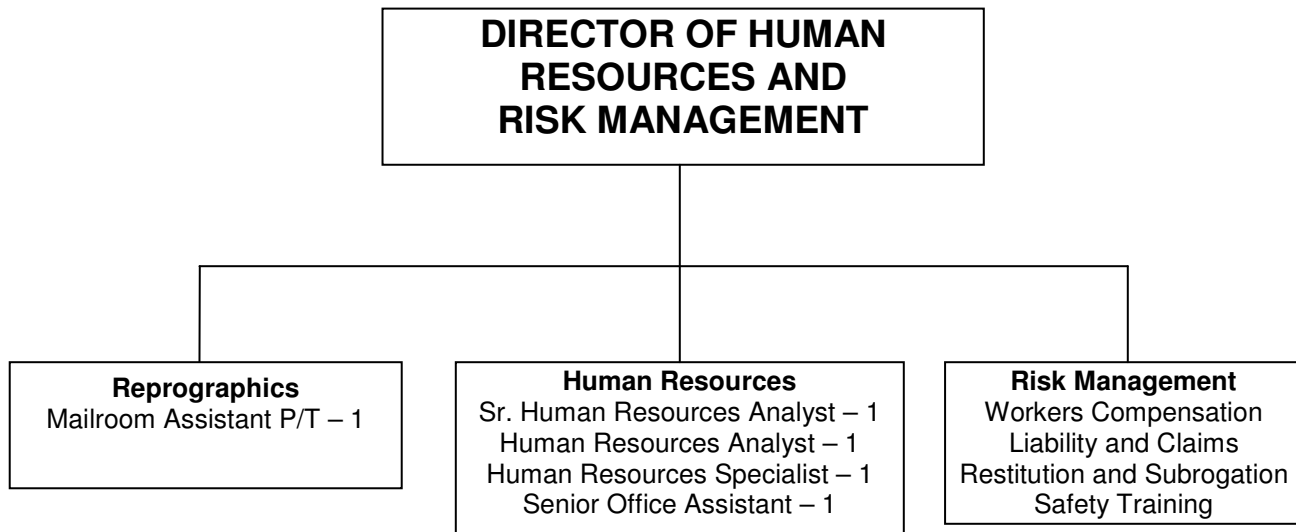 DIRECTOR OF HUMAN
RESOURCES AND
RISK MANAGEMENT
Reprographics
Mailroom Assistant P/T – 1
Human Resources
Sr. Human Resources Analyst – 1
Human Resources Analyst – 1
Human Resources Specialist – 1
Senior Office Assistant – 1
Risk Management
Workers Compensation
Liability and Claims
Restitution and Subrogation
Safety Training